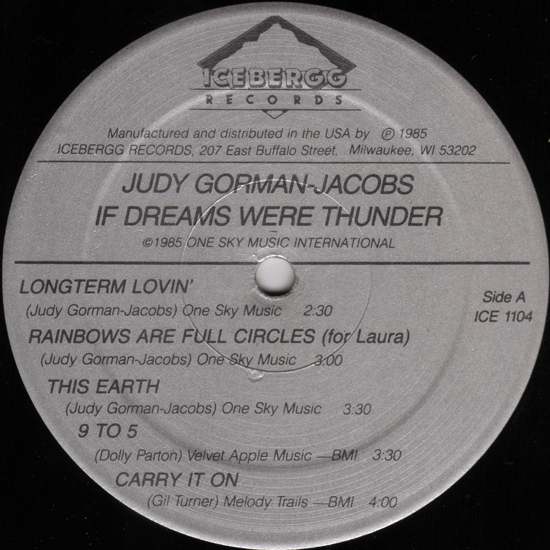 ICEBERGG
RECORDS
Manufactured and distributed in the USA by ℗ 1985
ICEBERGG RECORDS, 207 East Buffalo Street, Milwaukee, WI 53202
JUDY GORMAN-JACOBS
IF DREAMS WERE THUNDER
©1985 ONE SKY MUSIC INTERNATIONAL
LONGTERM LOVIN'
(Judy Gorman-Jacobs) One Sky Music 2:30
Side A
ICE 1104
RAINBOWS ARE FULL CIRCLES (for Laura)
(Judy Gorman-Jacobs) One Sky Music 3:00
THIS EARTH
(Judy Gorman-Jacobs) One Sky Music 3:30
9 TO 5
(Dolly Parton) Velvet Apple Music —BMI 3:30
CARRY IT ON
(Gil Turner) Melody Trails —BMI 4:00